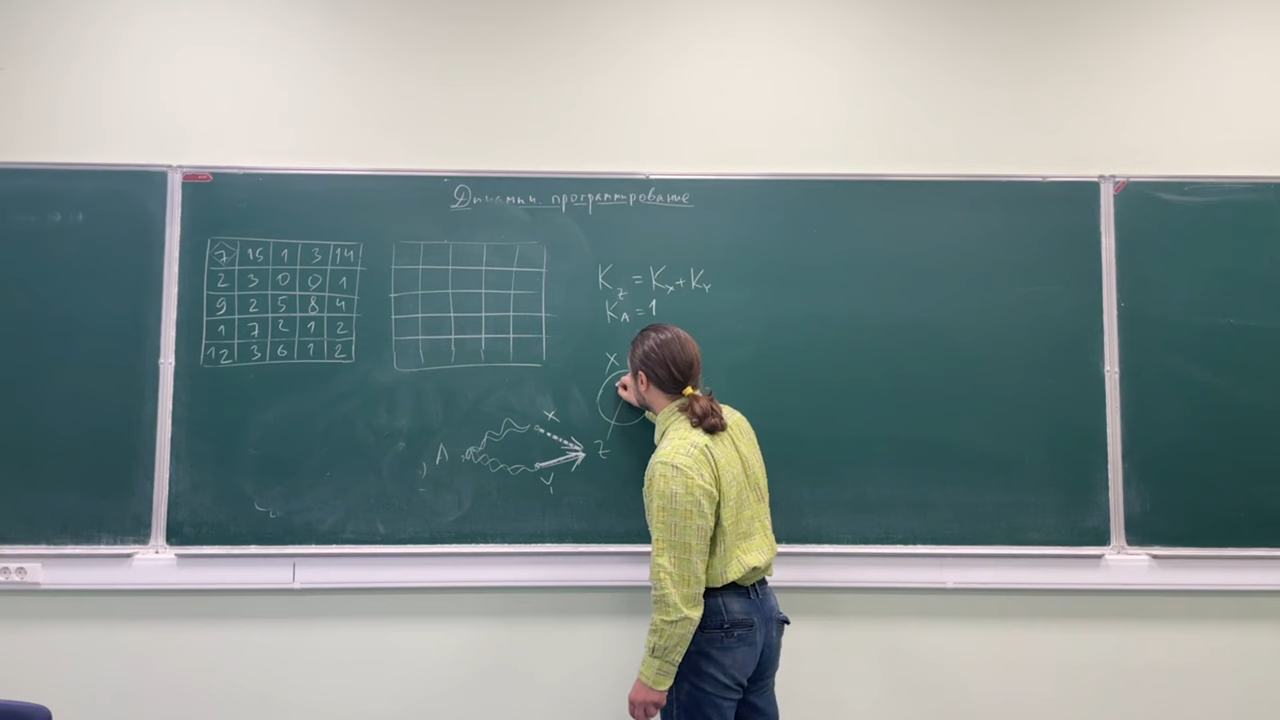 Динамич. программирование
7 15 1 3 14
2 3 0 0 1
9 2 5 8 4
1 7 2 1 2
12 3 6 1 2
K_Z = K_X + K_Y
K_A = 1
X
X
A
Z
Y